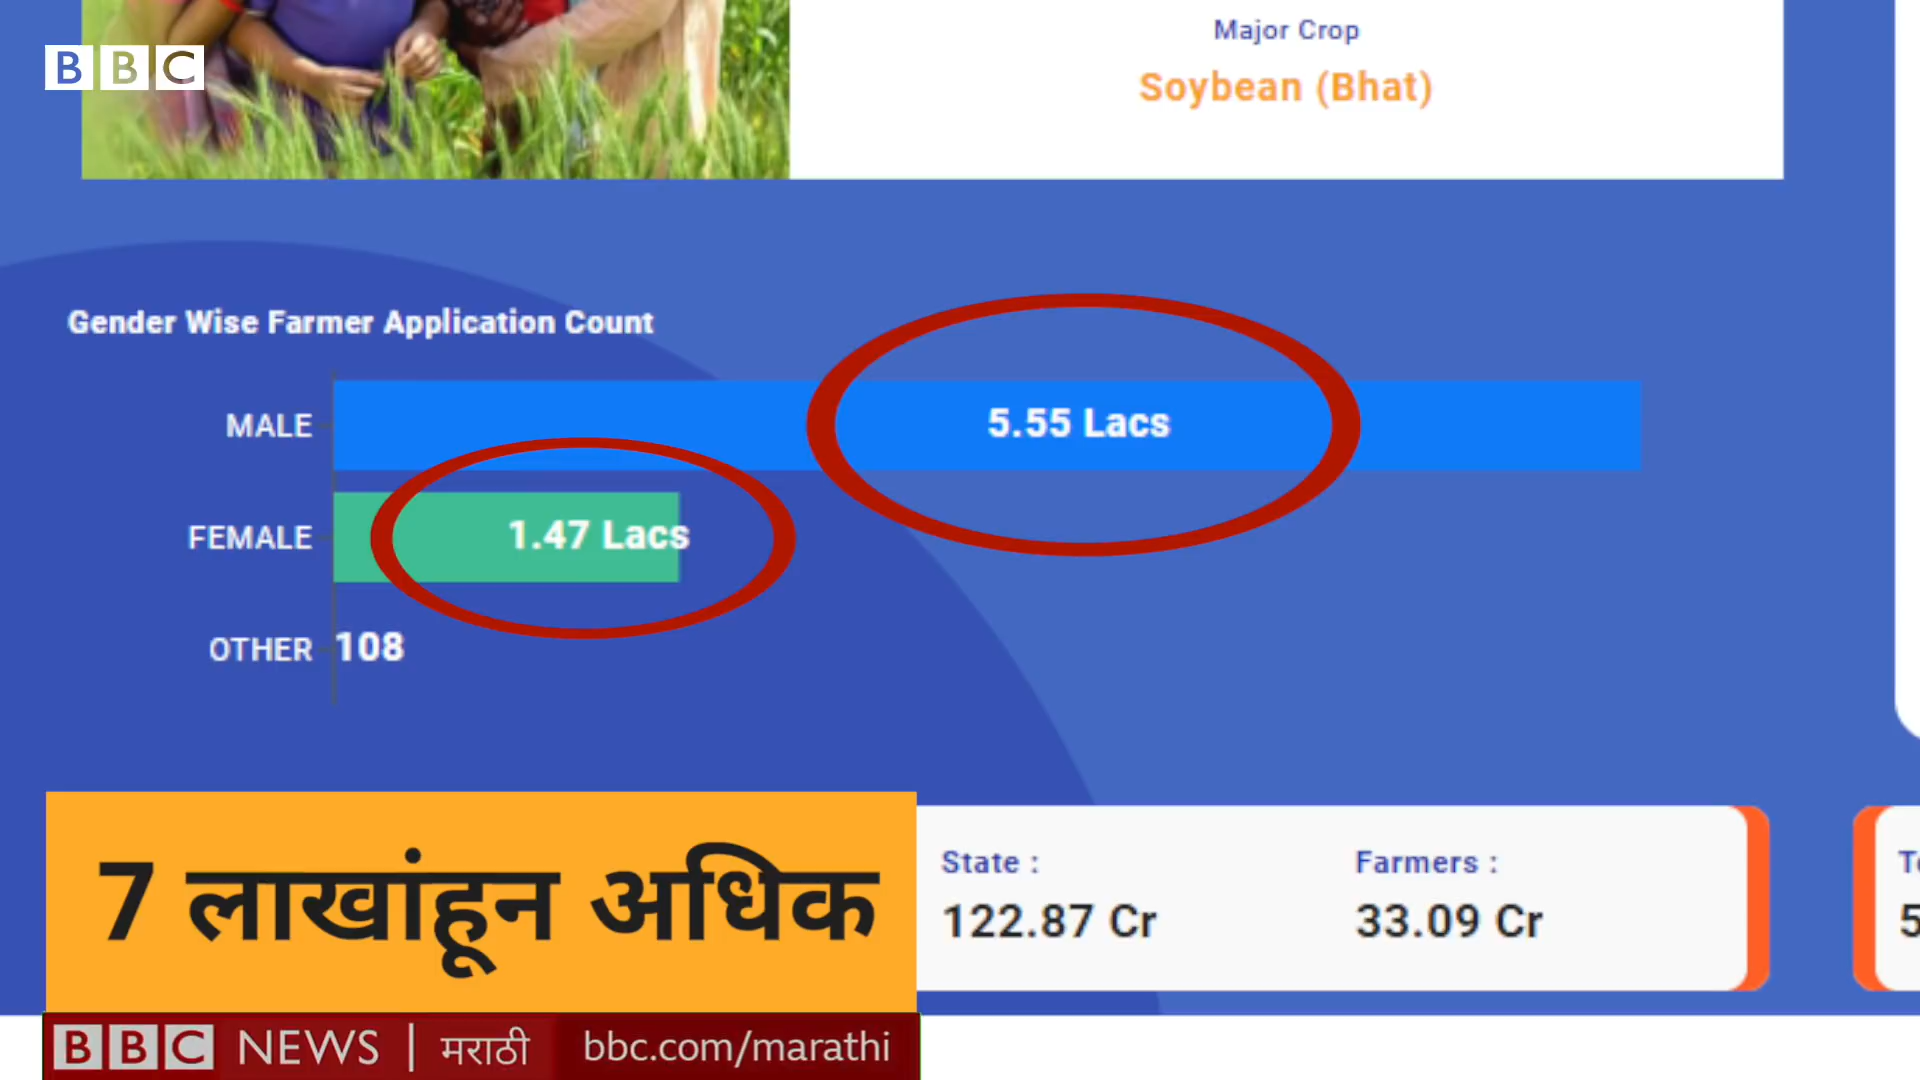 BBC
Major Crop
Soybean (Bhat)
Gender Wise Farmer Application Count
MALE 5.55 Lacs
FEMALE 1.47 Lacs
OTHER 108
7 लाखांहून अधिक
State : Farmers :
122.87 Cr 33.09 Cr
BBC NEWS | मराठी bbc.com/marathi